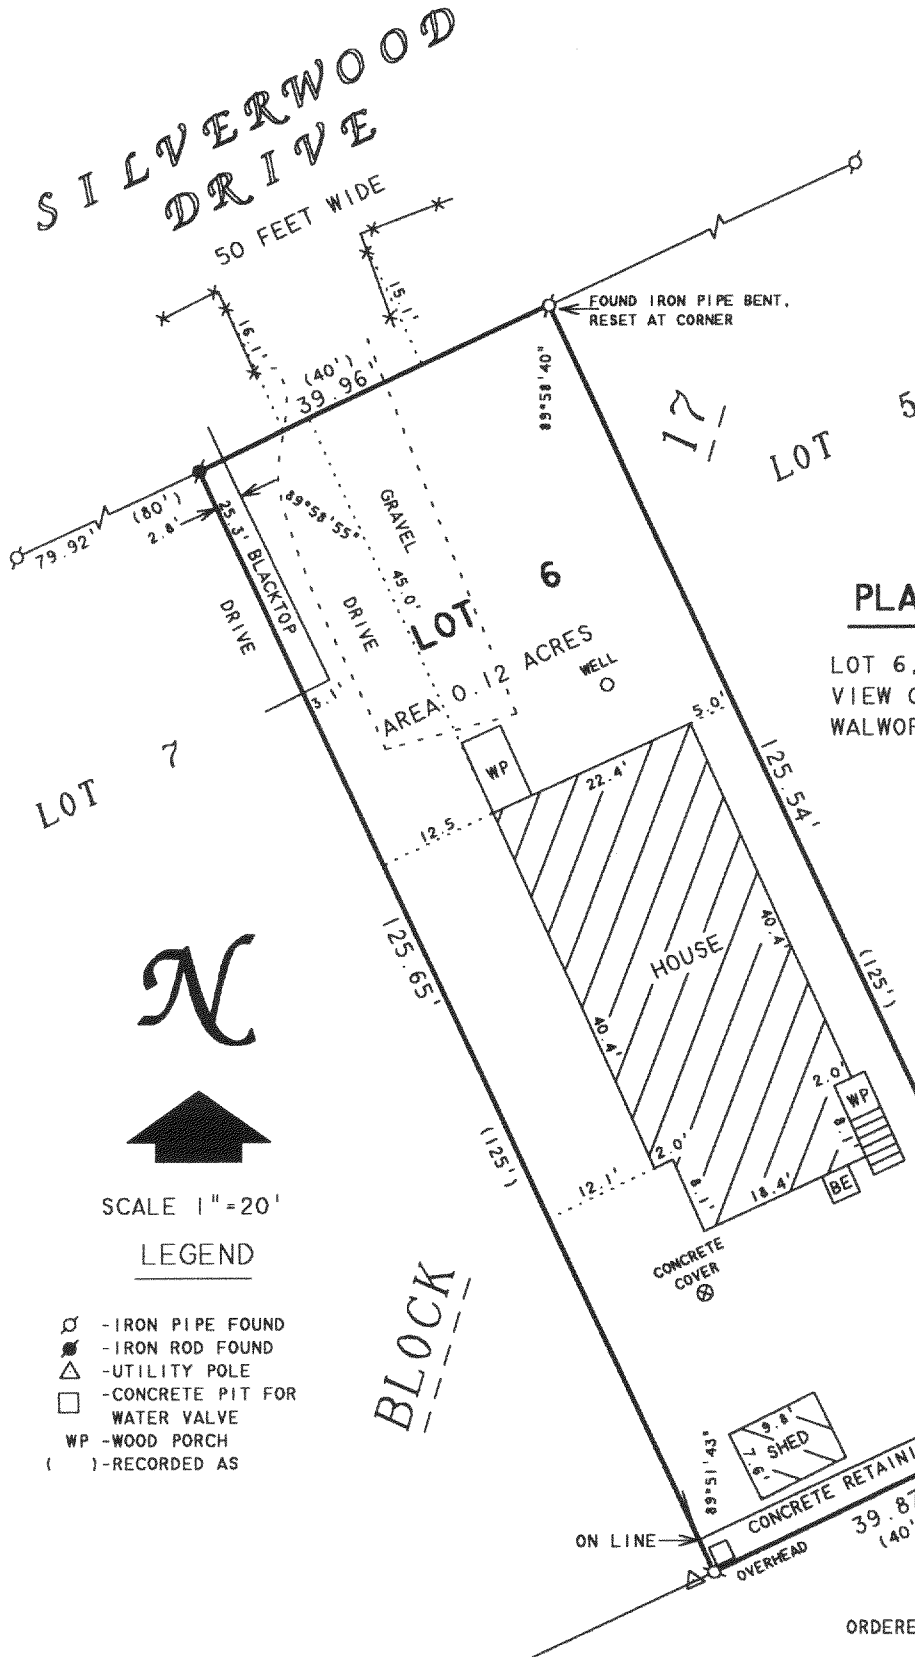 SILVERWOOD
DRIVE
50 FEET WIDE
16.1'
15.1'
FOUND IRON PIPE BENT,
RESET AT CORNER
(40')
39.96'
89°58'40"
17
LOT 5
79.92'
(80')
2.8'
25.3' BLACKTOP
DRIVE
89°58'55"
GRAVEL
DRIVE
45.0'
LOT 6
AREA 0.12 ACRES
WELL
3.1'
LOT 7
PLA
LOT 6,
VIEW
WALWOR
WP
22.4'
5.0'
12.5
125.54'
(125')
125.65'
(125')
HOUSE
40.4'
40.4'
2.0'
WP
8.1'
2.0'
12.1'
8.1'
18.4'
BE
CONCRETE
COVER
N
SCALE 1"=20'
LEGEND
-IRON PIPE FOUND
-IRON ROD FOUND
-UTILITY POLE
-CONCRETE PIT FOR
WATER VALVE
WP -WOOD PORCH
( )-RECORDED AS
BLOCK
9.8'
7.6'
SHED
89°51'43"
CONCRETE RETAINI
ON LINE
OVERHEAD
39.87
(40'
ORDERE